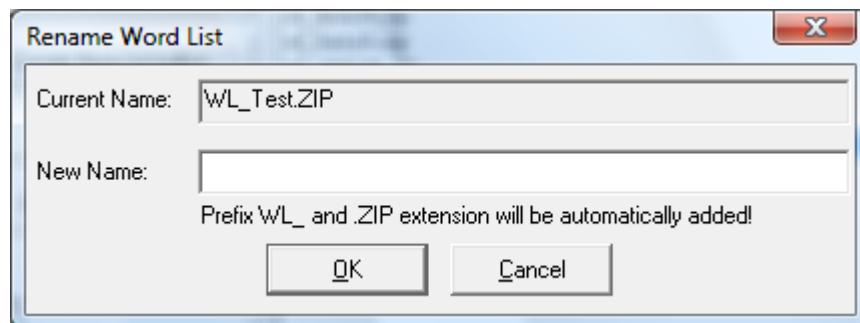 Rename Word List
Current Name: WL_Test.ZIP
New Name:
Prefix WL_ and .ZIP extension will be automatically added!
OK Cancel